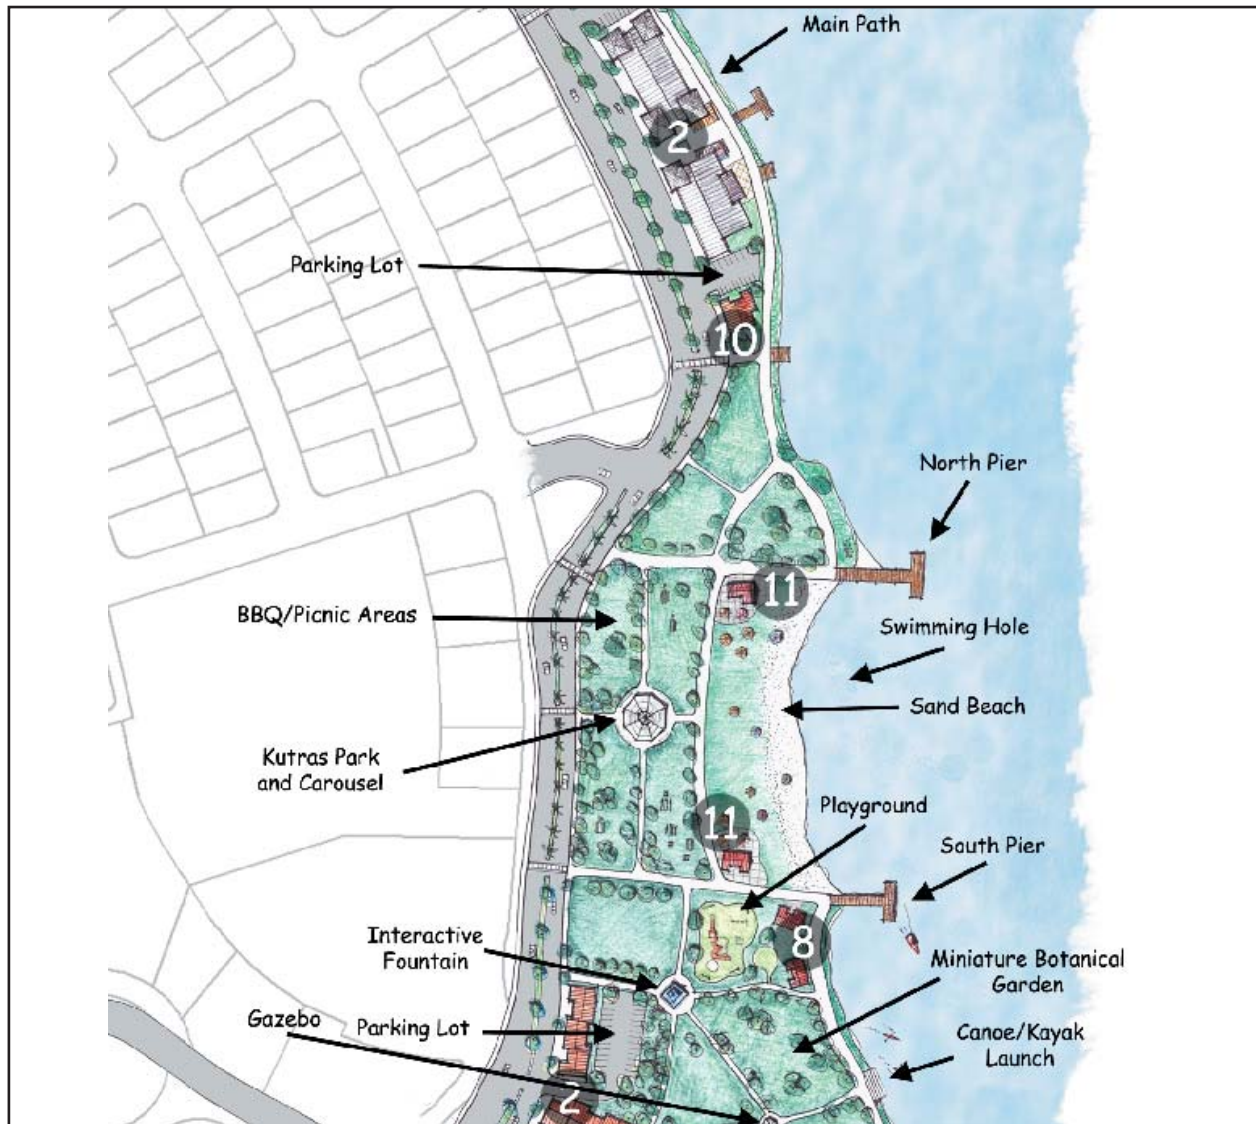 Main Path
2
Parking Lot
10
North Pier
11
BBQ/Picnic Areas
Swimming Hole
Sand Beach
Kutras Park
and Carousel
Playground
11
South Pier
Interactive
Fountain
8
Miniature Botanical
Garden
Gazebo
Parking Lot
Canoe/Kayak
Launch
2